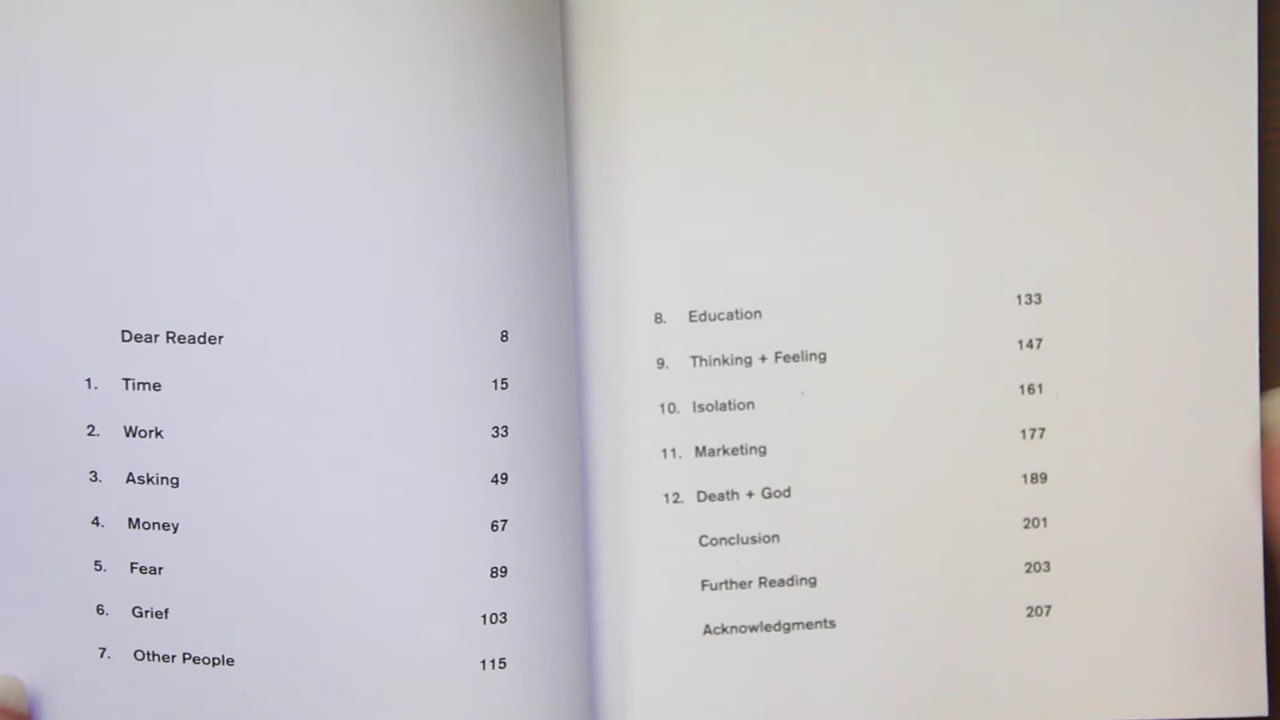 Dear Reader 8
1. Time 15
2. Work 33
3. Asking 49
4. Money 67
5. Fear 89
6. Grief 103
7. Other People 115
8. Education 133
9. Thinking + Feeling 147
10. Isolation 161
11. Marketing 177
12. Death + God 189
Conclusion 201
Further Reading 203
Acknowledgments 207